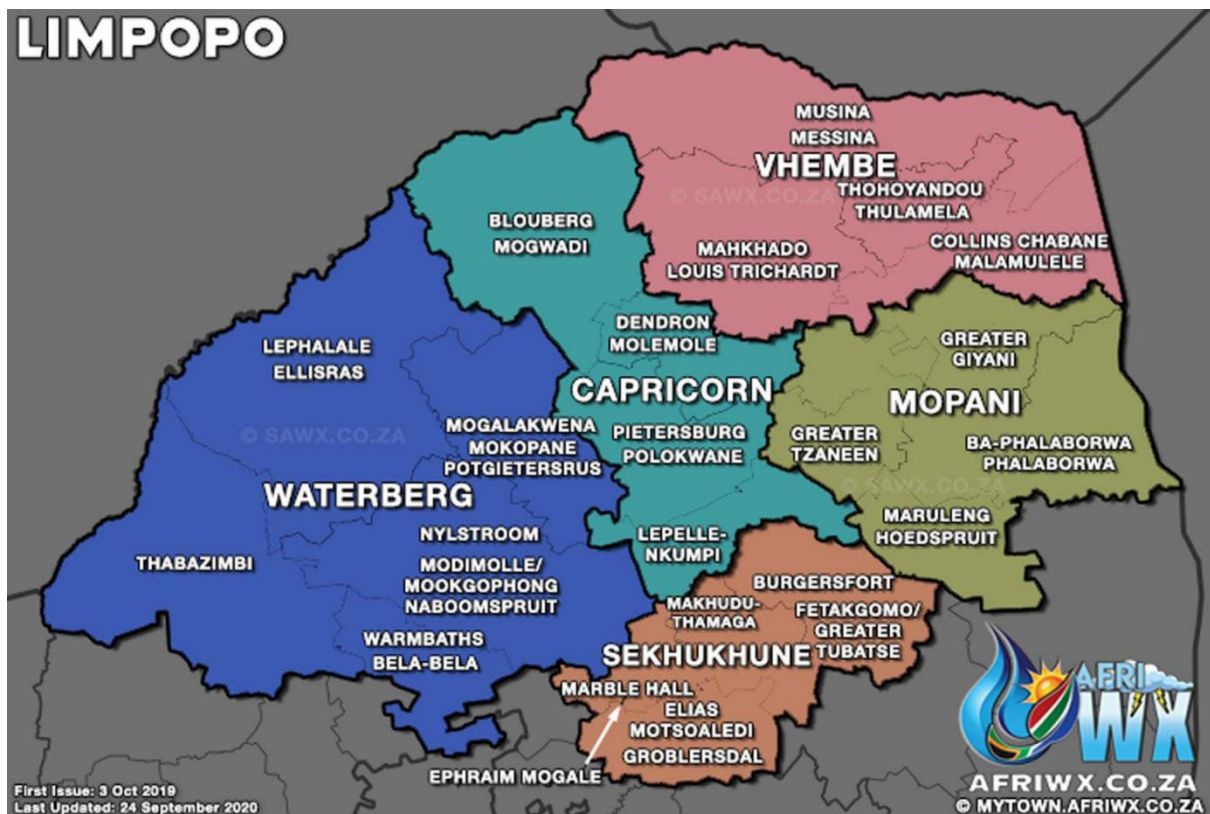 LIMPOPO
MUSINA
MESSINA
VHEMBE
© SAWX.CO.ZA
THOHOYANDOU
THULAMELA
COLLINS CHABANE
MALAMULELE
MAHKHADO
LOUIS TRICHARDT
BLOUBERG
MOGWADI
DENDRON
MOLEMOLE
CAPRICORN
PIETERSBURG
POLOKWANE
LEPELLE-
NKUMPI
GREATER
GIYANI
MOPANI
GREATER
TZANEEN
BA-PHALABORWA
PHALABORWA
© SAWX.CO.ZA
MARULENG
HOEDSPRUIT
LEPHALALE
ELLISRAS
© SAWX.CO.ZA
MOGALAKWENA
MOKOPANE
POTGIETERSRUS
WATERBERG
NYLSTROOM
THABAZIMBI
MODIMOLLE/
MOOKGOPHONG
NABOOMSPRUIT
WARMBATHS
BELA-BELA
BURGERSFORT
MAKHUDU-
THAMAGA
FETAKGOMO/
GREATER
TUBATSE
SEKHUKHUNE
MARBLE HALL
ELIAS
MOTSOALEDI
GROBLERSDAL
EPHRAIM MOGALE
AFRI
WX
AFRIWX.CO.ZA
© MYTOWN.AFRIWX.CO.ZA
First Issue: 3 Oct 2019
Last Updated: 24 September 2020